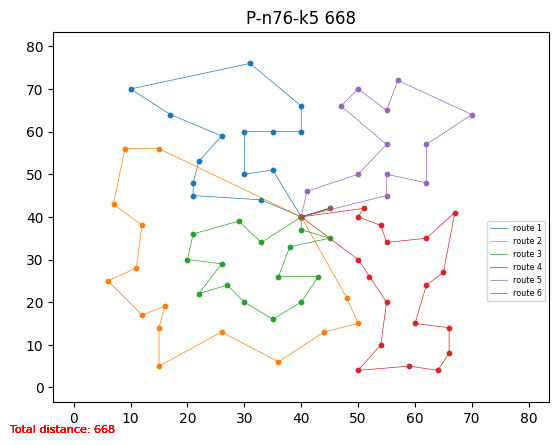 P-n76-k5 668
80
70
60
50
40
30
20
10
0
0 10 20 30 40 50 60 70 80
route 1
route 2
route 3
route 4
route 5
route 6
Total distance: 668